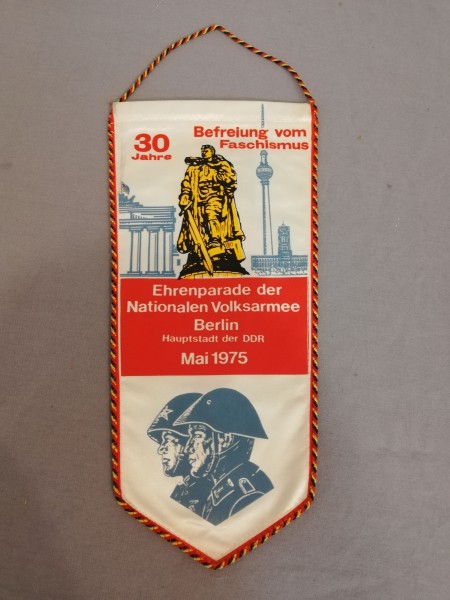 30
Jahre
Befreiung vom
Faschismus
Ehrenparade der
Nationalen Volksarmee
Berlin
Hauptstadt der DDR
Mai 1975